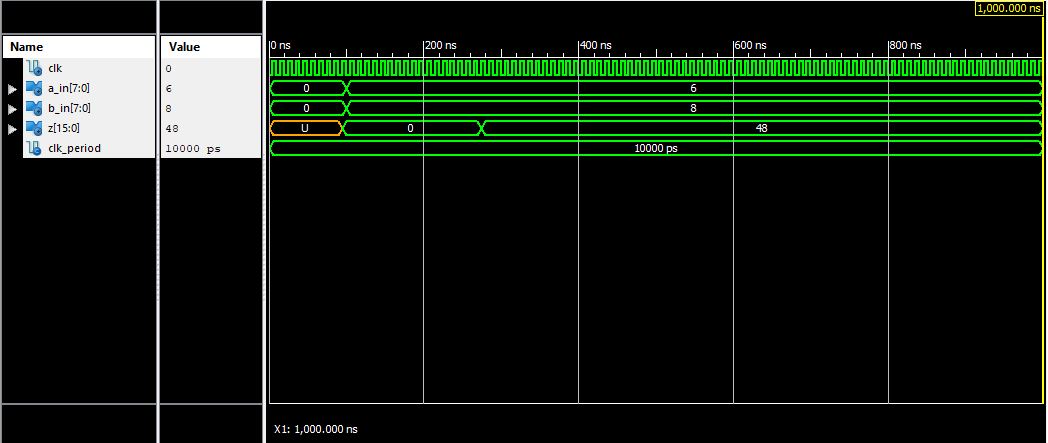 1,000.000 ns
Name Value 0 ns 200 ns 400 ns 600 ns 800 ns
clk 0
a_in[7:0] 6 0 6
b_in[7:0] 8 0 8
z[15:0] 48 U 0 48
clk_period 10000 ps 10000 ps
X1: 1,000.000 ns